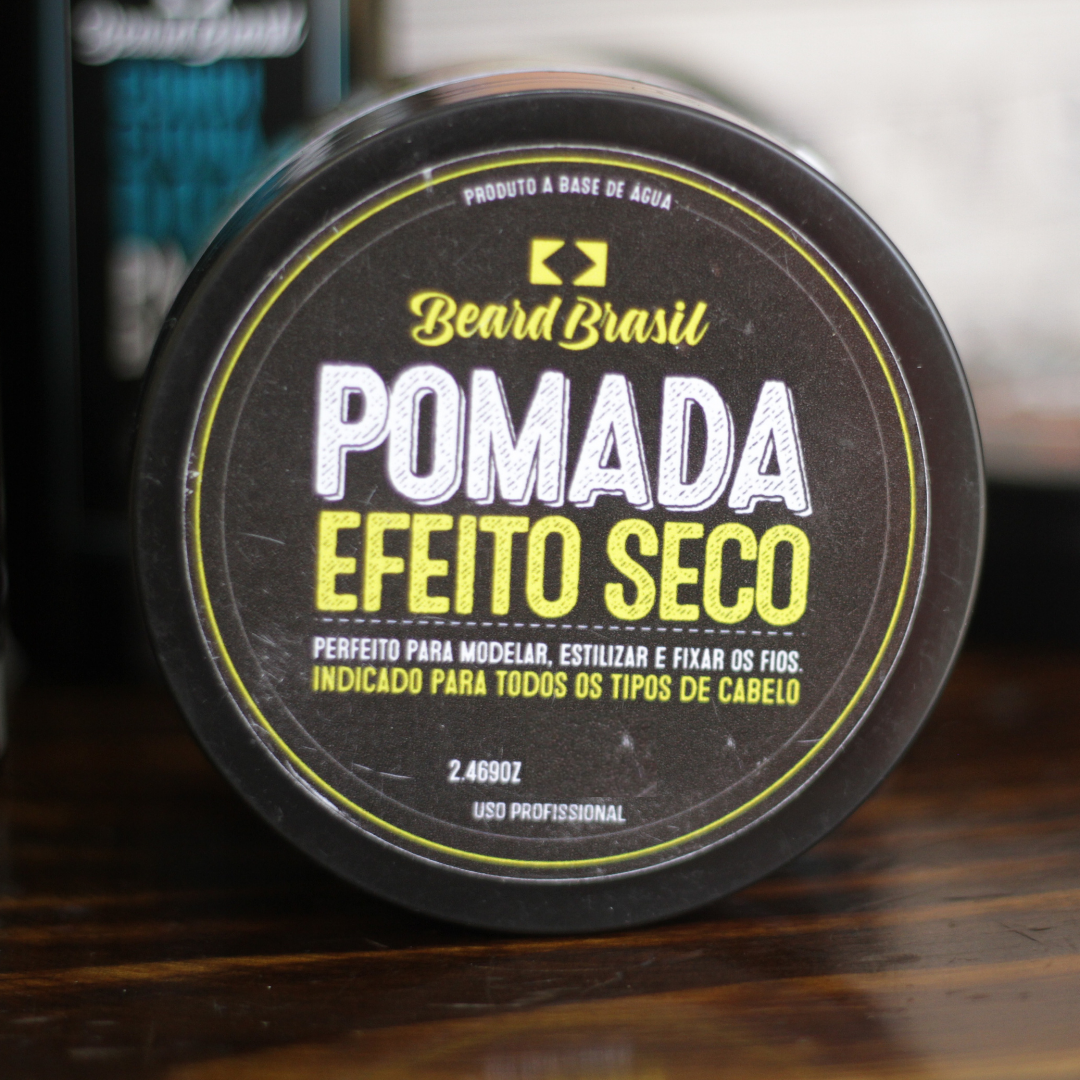 PRODUTO A BASE DE ÁGUA
Beard Brasil
POMADA
EFEITO SECO
PERFEITO PARA MODELAR, ESTILIZAR E FIXAR OS FIOS.
INDICADO PARA TODOS OS TIPOS DE CABELO
2.469OZ
USO PROFISSIONAL